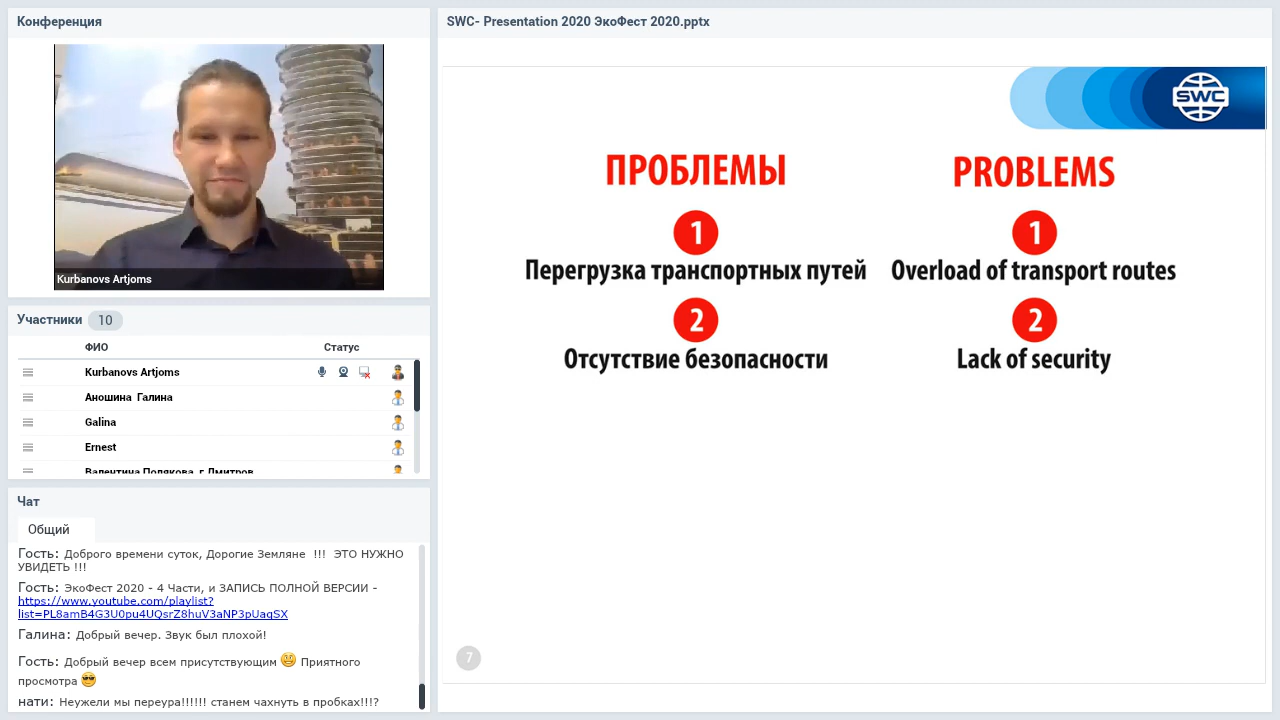 Конференция
Kurbanovs Artjoms
Участники 10
ФИО Статус
Kurbanovs Artjoms
Аношина Галина
Galina
Ernest
Валентина Полякова г Дмитров
Чат
Общий
Гость: Доброго времени суток, Дорогие Земляне !!! ЭТО НУЖНО
УВИДЕТЬ !!!
Гость: ЭкоФест 2020 - 4 Части, и ЗАПИСЬ ПОЛНОЙ ВЕРСИИ -
https://www.youtube.com/playlist?
list=PL8amB4G3U0pu4UQsrZ8huV3aNP3pUaqSX
Галина: Добрый вечер. Звук был плохой!
Гость: Добрый вечер всем присутствующим Приятного
просмотра
нати: Неужели мы переура!!!!!! станем чахнуть в пробках!!!?
SWC- Presentation 2020 ЭкоФест 2020.pptx
SWC
ПРОБЛЕМЫ
1
Перегрузка транспортных путей
2
Отсутствие безопасности
PROBLEMS
1
Overload of transport routes
2
Lack of security
7